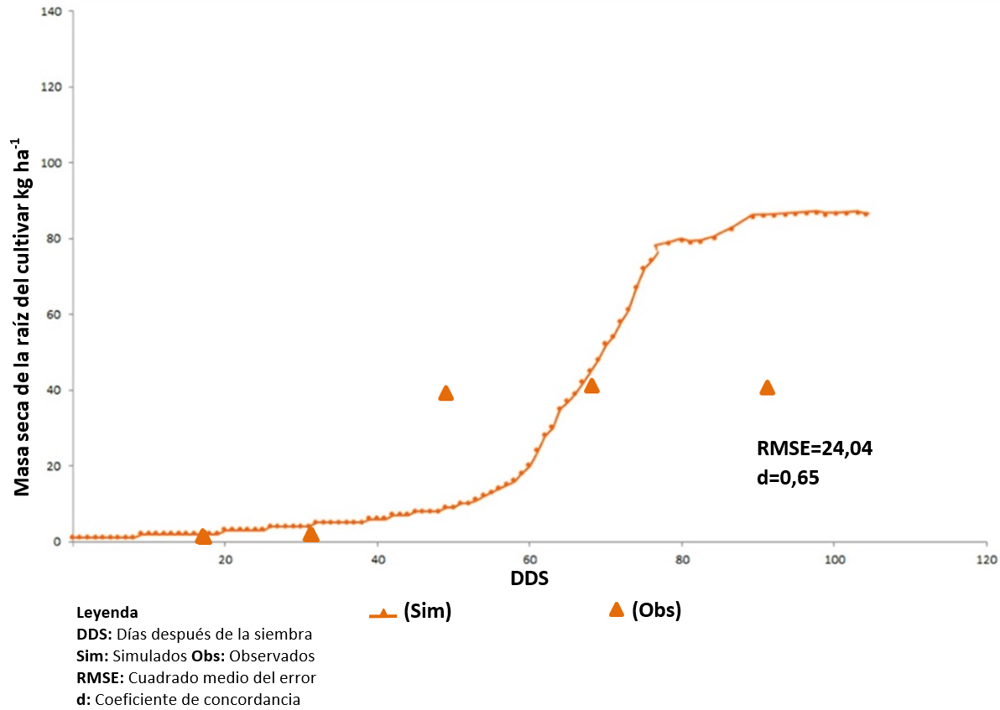 140
120
100
80
60
40
20
0
Masa seca de la raíz del cultivar kg ha-1
20 40 60 80 100 120
DDS
RMSE=24,04
d=0,65
(Sim) (Obs)
Leyenda
DDS: Días después de la siembra
Sim: Simulados Obs: Observados
RMSE: Cuadrado medio del error
d: Coeficiente de concordancia